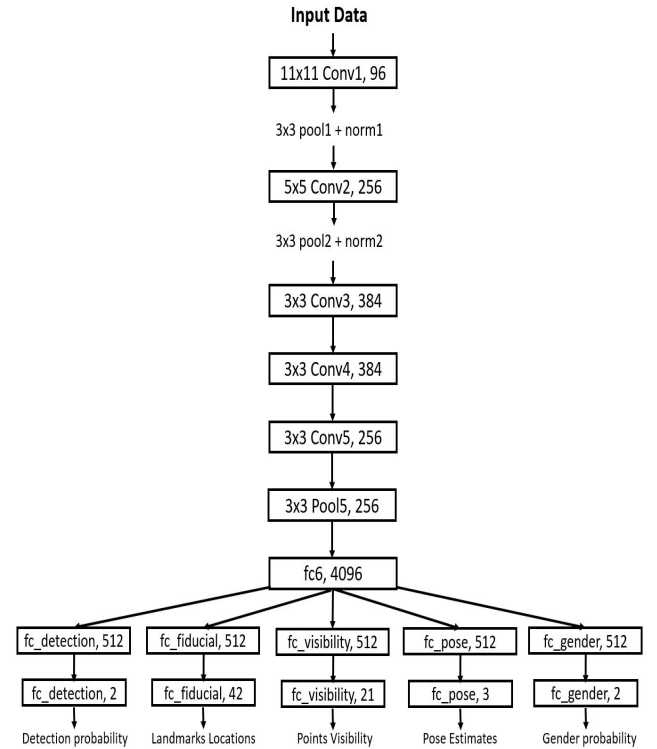 Input Data
11x11 Conv1, 96
3x3 pool1 + norm1
5x5 Conv2, 256
3x3 pool2 + norm2
3x3 Conv3, 384
3x3 Conv4, 384
3x3 Conv5, 256
3x3 Pool5, 256
fc6, 4096
fc_detection, 512
fc_fiducial, 512
fc_visibility, 512
fc_pose, 512
fc_gender, 512
fc_detection, 2
fc_fiducial, 42
fc_visibility, 21
fc_pose, 3
fc_gender, 2
Detection probability
Landmarks Locations
Points Visibility
Pose Estimates
Gender probability